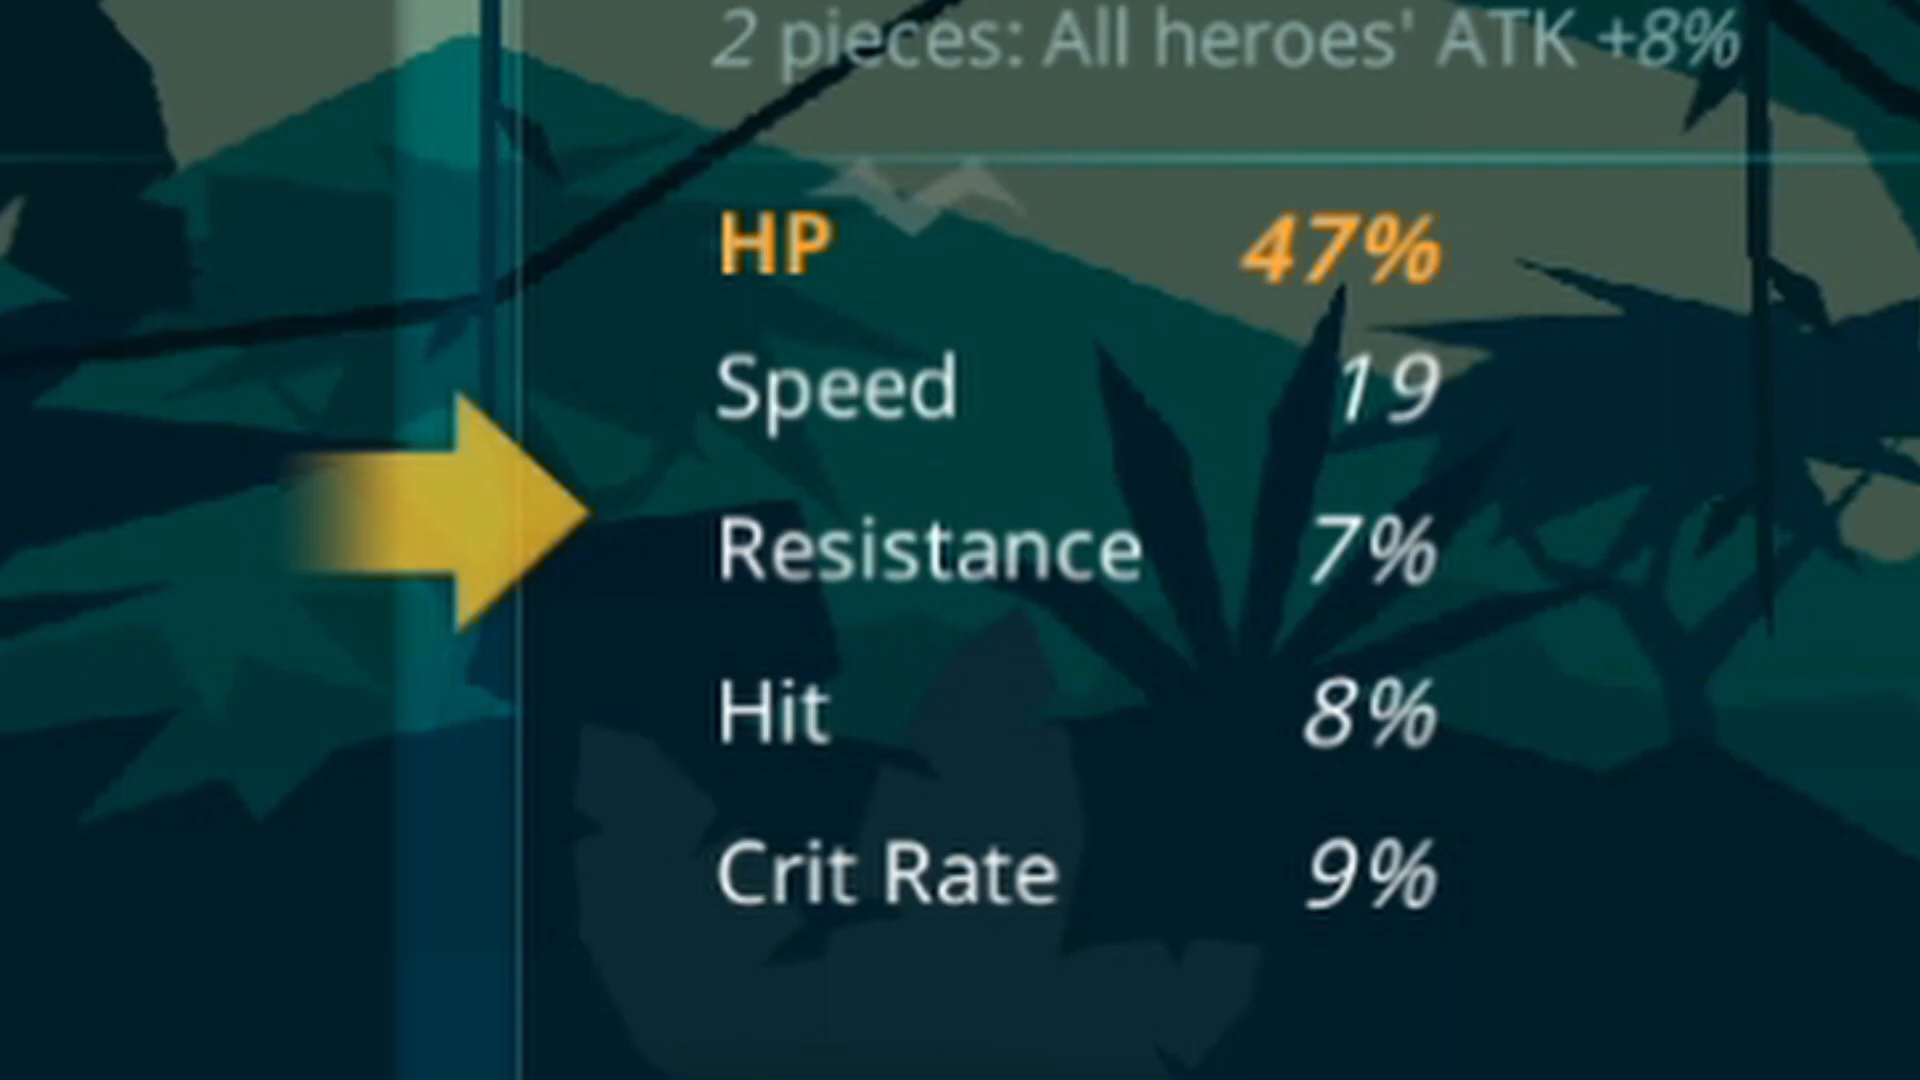 2 pieces: All heroes' ATK +8%
HP 47%
Speed 19
Resistance 7%
Hit 8%
Crit Rate 9%